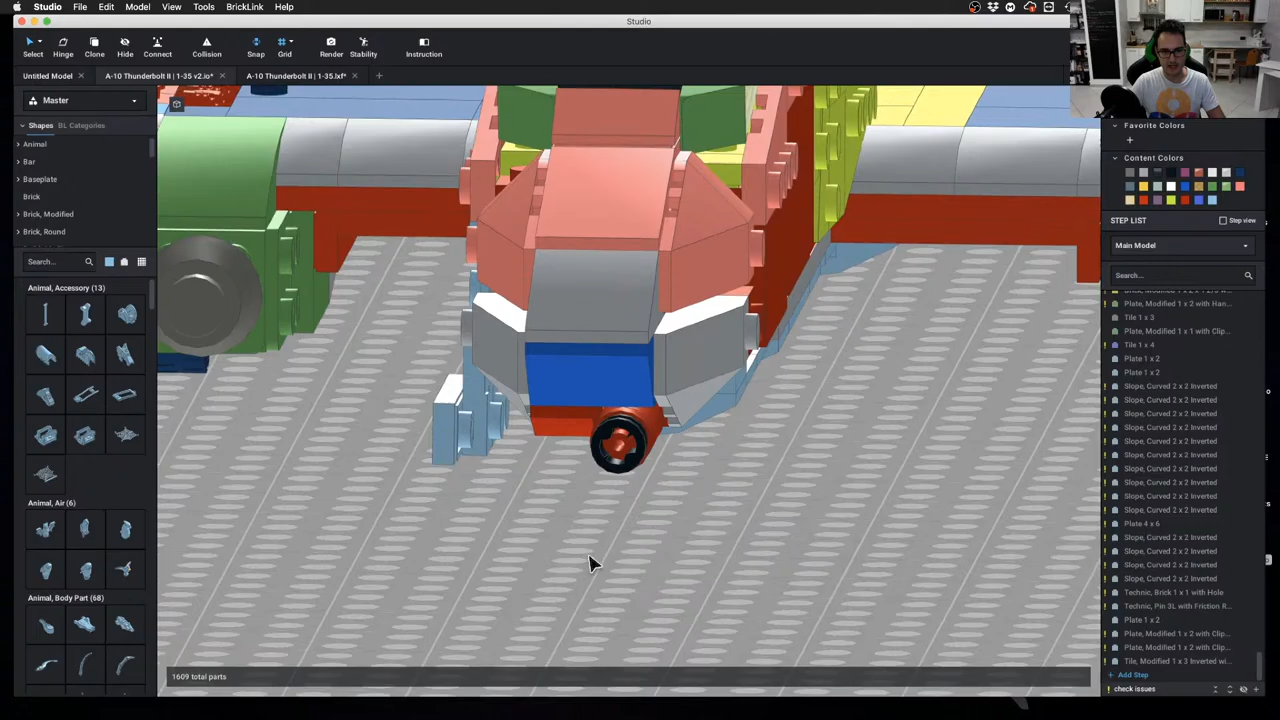 Studio File Edit Model View Tools BrickLink Window Help
Studio
Select Hinge Clone Hide Connect Collision Snap Grid Render Stability Instruction
Untitled Model A-10 Thunderbolt II | 1-35 v2.io* A-10 Thunderbolt II | 1-35.lxf*
Master
Shapes BL Categories
Animal
Bar
Baseplate
Brick
Brick, Modified
Brick, Round
Search...
Animal, Accessory (13)
Animal, Air (6)
Animal, Body Part (68)
1609 total parts
Favorite Colors
Content Colors
STEP LIST Step view
Main Model
Search...
Plate, Modified 1 x 2 with Han...
Tile 1 x 3
Plate, Modified 1 x 1 with Clip...
Tile 1 x 4
Plate 1 x 2
Plate 1 x 2
Slope, Curved 2 x 2 Inverted
Slope, Curved 2 x 2 Inverted
Slope, Curved 2 x 2 Inverted
Slope, Curved 2 x 2 Inverted
Slope, Curved 2 x 2 Inverted
Slope, Curved 2 x 2 Inverted
Slope, Curved 2 x 2 Inverted
Slope, Curved 2 x 2 Inverted
Slope, Curved 2 x 2 Inverted
Slope, Curved 2 x 2 Inverted
Plate 4 x 6
Slope, Curved 2 x 2 Inverted
Slope, Curved 2 x 2 Inverted
Slope, Curved 2 x 2 Inverted
Slope, Curved 2 x 2 Inverted
Technic, Brick 1 x 1 with Hole
Technic, Pin 3L with Friction R...
Plate 1 x 2
Plate, Modified 1 x 2 with Clip...
Plate, Modified 1 x 2 with Clip...
Tile, Modified 1 x 3 Inverted wi...
Add Step
check issues